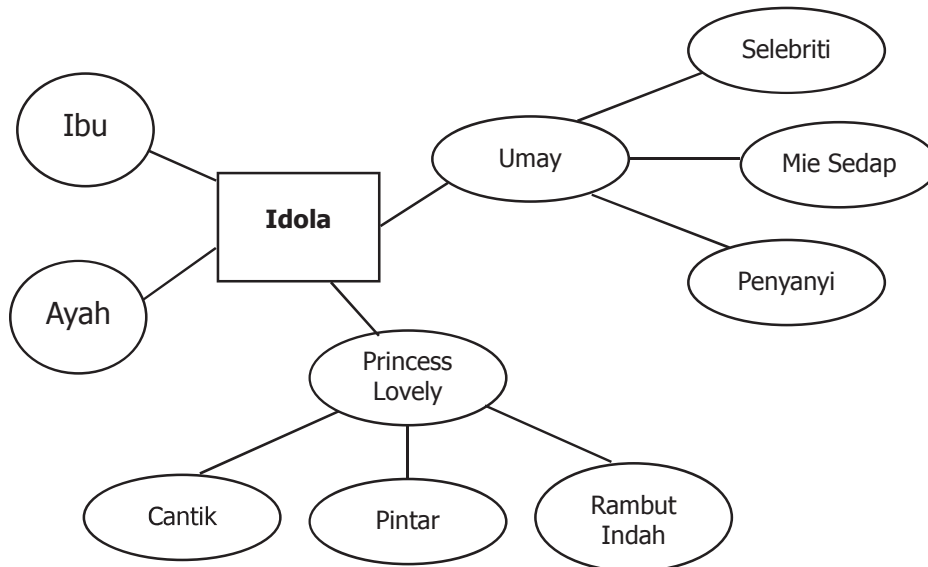 Selebriti
Ibu
Umay
Mie Sedap
Idola
Penyanyi
Ayah
Princess
Lovely
Cantik
Pintar
Rambut
Indah